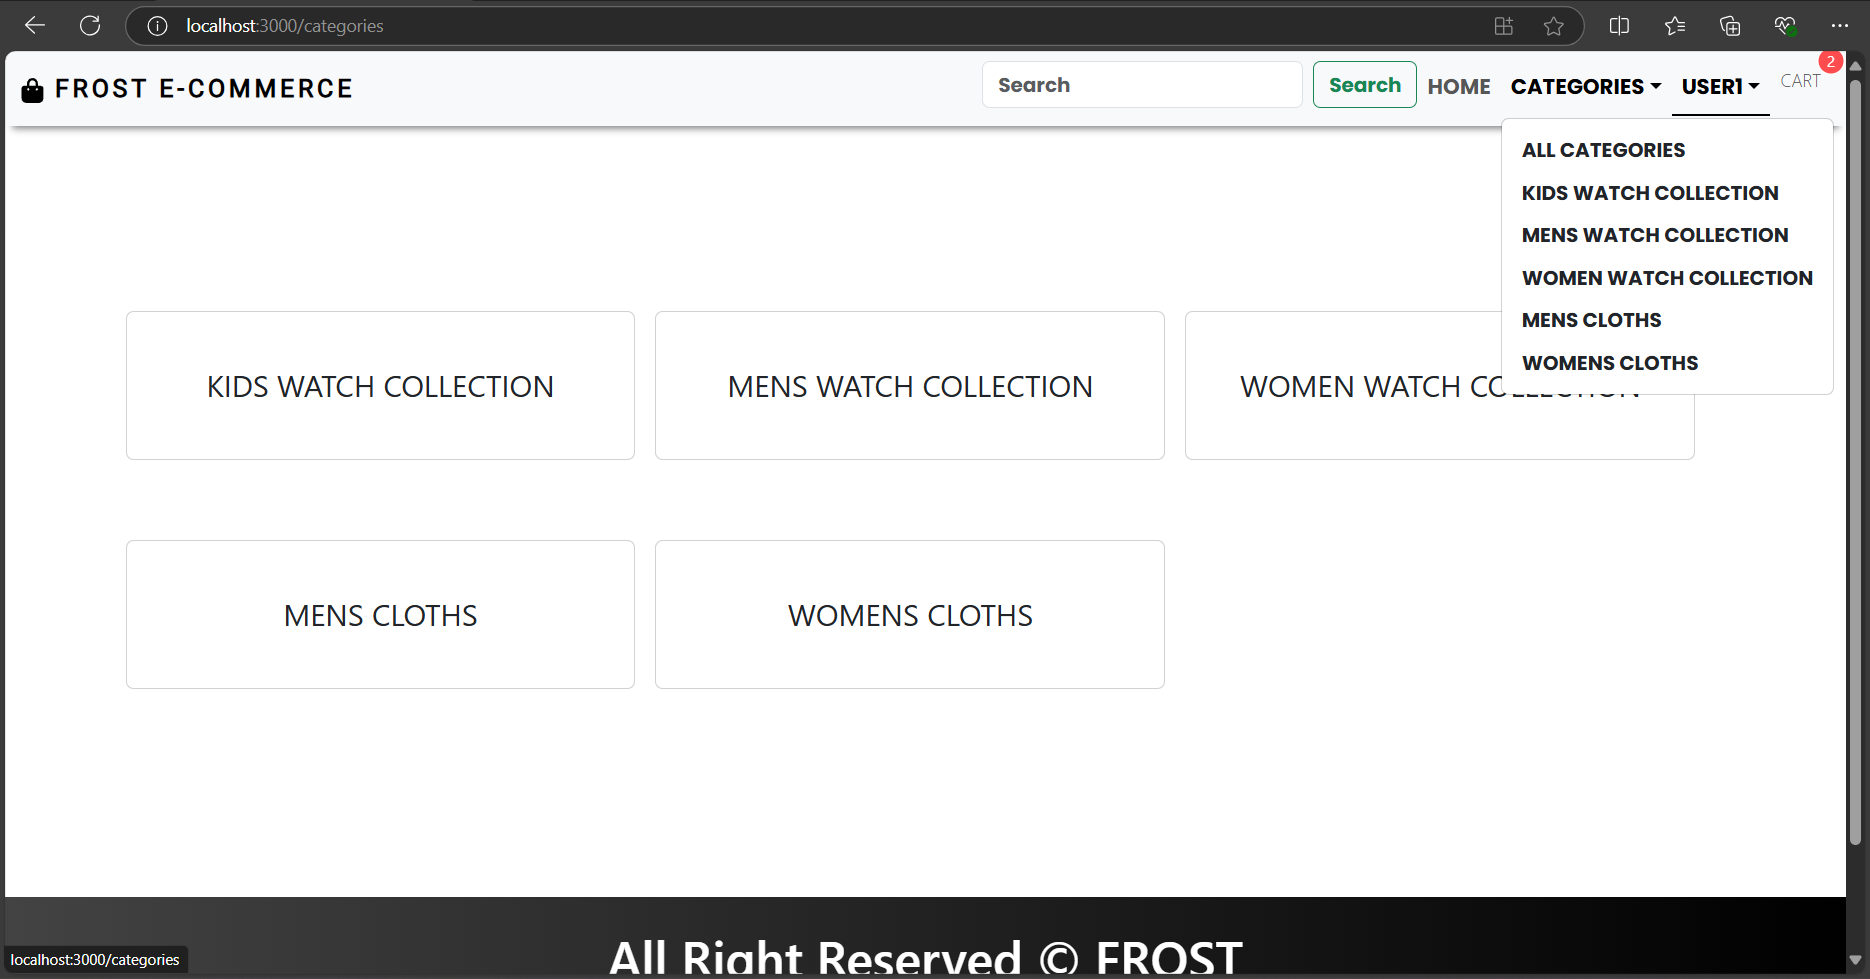 localhost:3000/categories
FROST E-COMMERCE
Search
Search
HOME
CATEGORIES
USER1
CART
2
ALL CATEGORIES
KIDS WATCH COLLECTION
MENS WATCH COLLECTION
WOMEN WATCH COLLECTION
MENS CLOTHS
WOMENS CLOTHS
KIDS WATCH COLLECTION
MENS WATCH COLLECTION
WOMEN WATCH COLLECTION
MENS CLOTHS
WOMENS CLOTHS
All Right Reserved © FROST
localhost:3000/categories